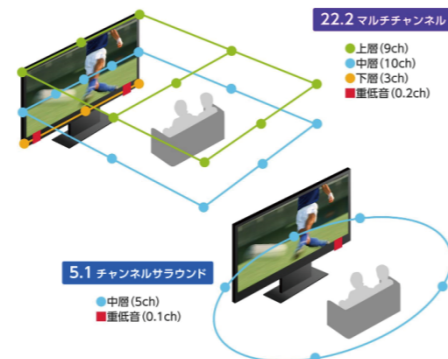 22.2 マルチチャンネル
上層(9ch)
中層(10ch)
下層(3ch)
重低音(0.2ch)
5.1 チャンネルサラウンド
中層(5ch)
重低音(0.1ch)